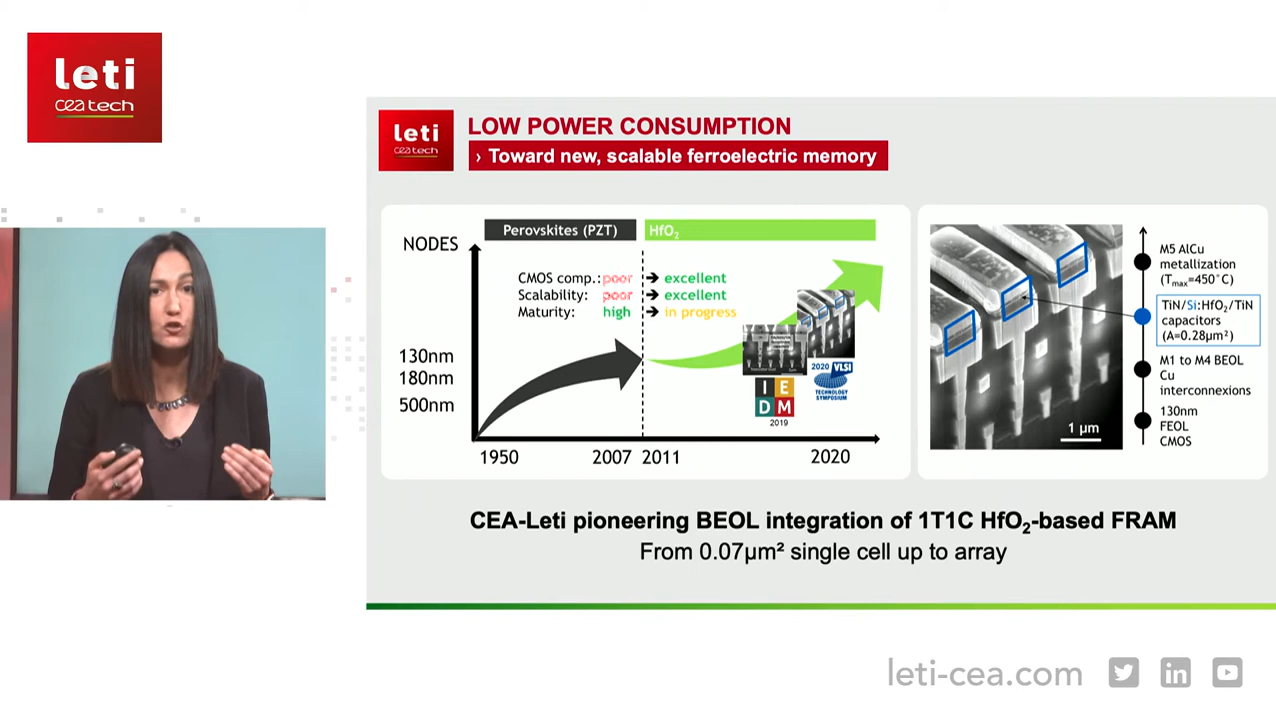 leti
cea tech
leti
cea tech
LOW POWER CONSUMPTION
› Toward new, scalable ferroelectric memory
NODES
Perovskites (PZT)
HfO₂
CMOS comp.: poor → excellent
Scalability: poor → excellent
Maturity: high → in progress
130nm
180nm
500nm
IEDM
2019
2020 VLSI
TECHNOLOGY
SYMPOSIUM
1950
2007
2011
2020
1 µm
M5 AlCu
metallization
(Tmax=450°C)
TiN/Si:HfO₂/TiN
capacitors
(A=0.28µm²)
M1 to M4 BEOL
Cu
interconnexions
130nm
FEOL
CMOS
CEA-Leti pioneering BEOL integration of 1T1C HfO₂-based FRAM
From 0.07µm² single cell up to array
leti-cea.com
in